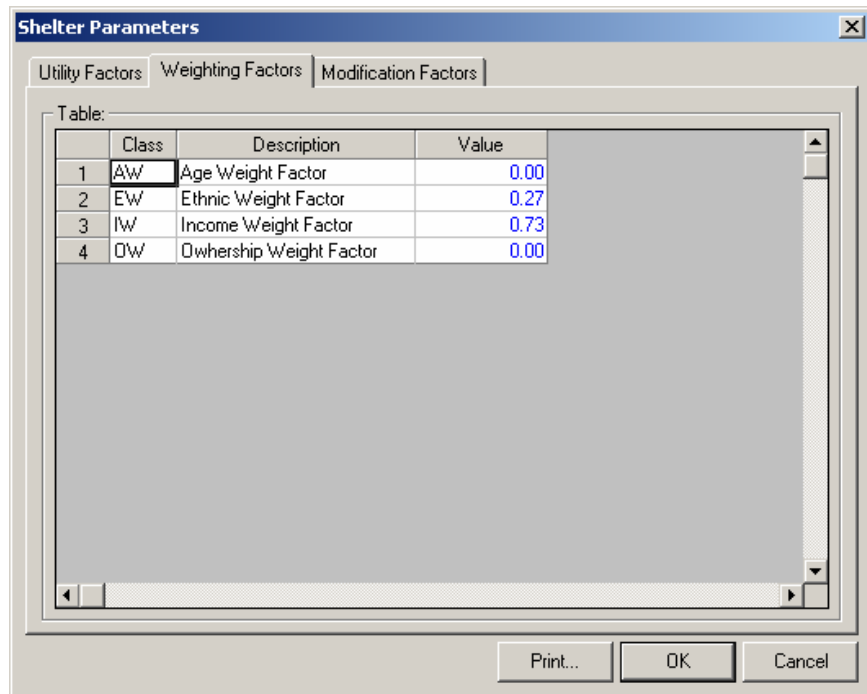 Shelter Parameters
Utility Factors Weighting Factors Modification Factors
Table:
Class Description Value
1 AW Age Weight Factor 0.00
2 EW Ethnic Weight Factor 0.27
3 IW Income Weight Factor 0.73
4 OW Owhership Weight Factor 0.00
Print... OK Cancel